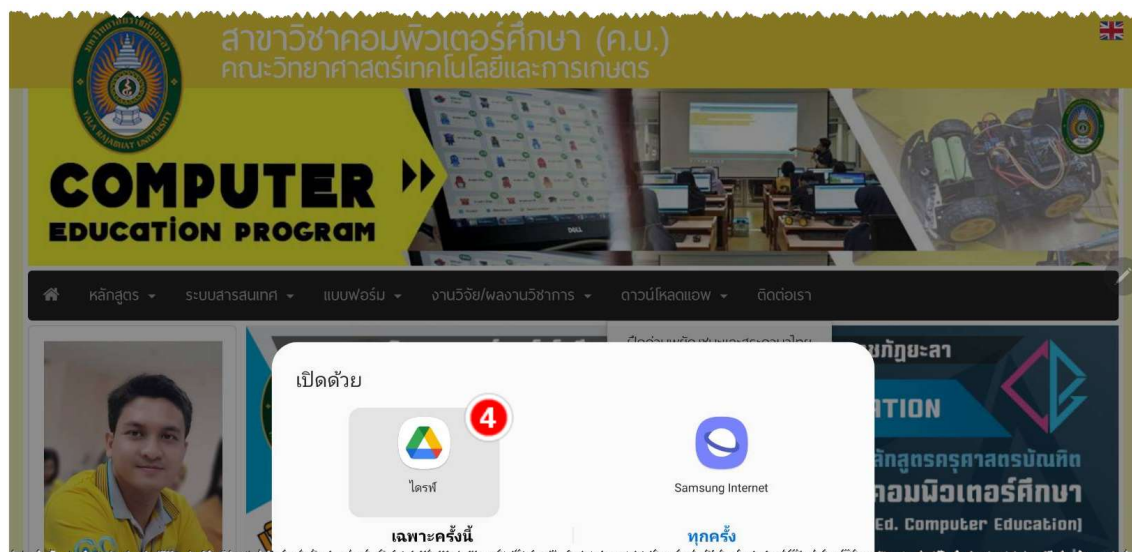 สาขาวิชาคอมพิวเตอร์ศึกษา (ค.บ.)
คณะวิทยาศาสตร์เทคโนโลยีและการเกษตร
YALA RAJABHAT UNIVERSITY
COMPUTER
EDUCATION PROGRAM
DELL
หลักสูตร ระบบสารสนเทศ แบบฟอร์ม งานวิจัย/ผลงานวิชาการ ดาวน์โหลดแอพ ติดต่อเรา
ราชภัฏยะลา
ATION
หลักสูตรครุศาสตรบัณฑิต
คอมพิวเตอร์ศึกษา
Ed. Computer Education)
เปิดด้วย
4
ไดรฟ์
Samsung Internet
เฉพาะครั้งนี้
ทุกครั้ง